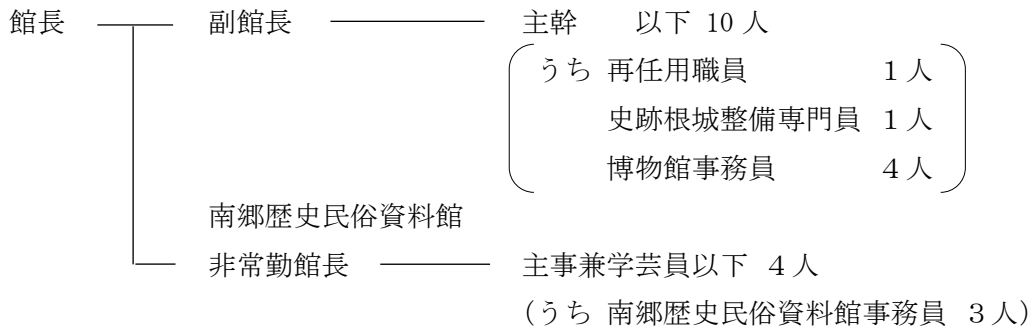 館長 副館長 主幹 以下 10人
うち 再任用職員 1人
史跡根城整備専門員 1人
博物館事務員 4人
南郷歴史民俗資料館
非常勤館長 主事兼学芸員以下 4人
(うち 南郷歴史民俗資料館事務員 3人)